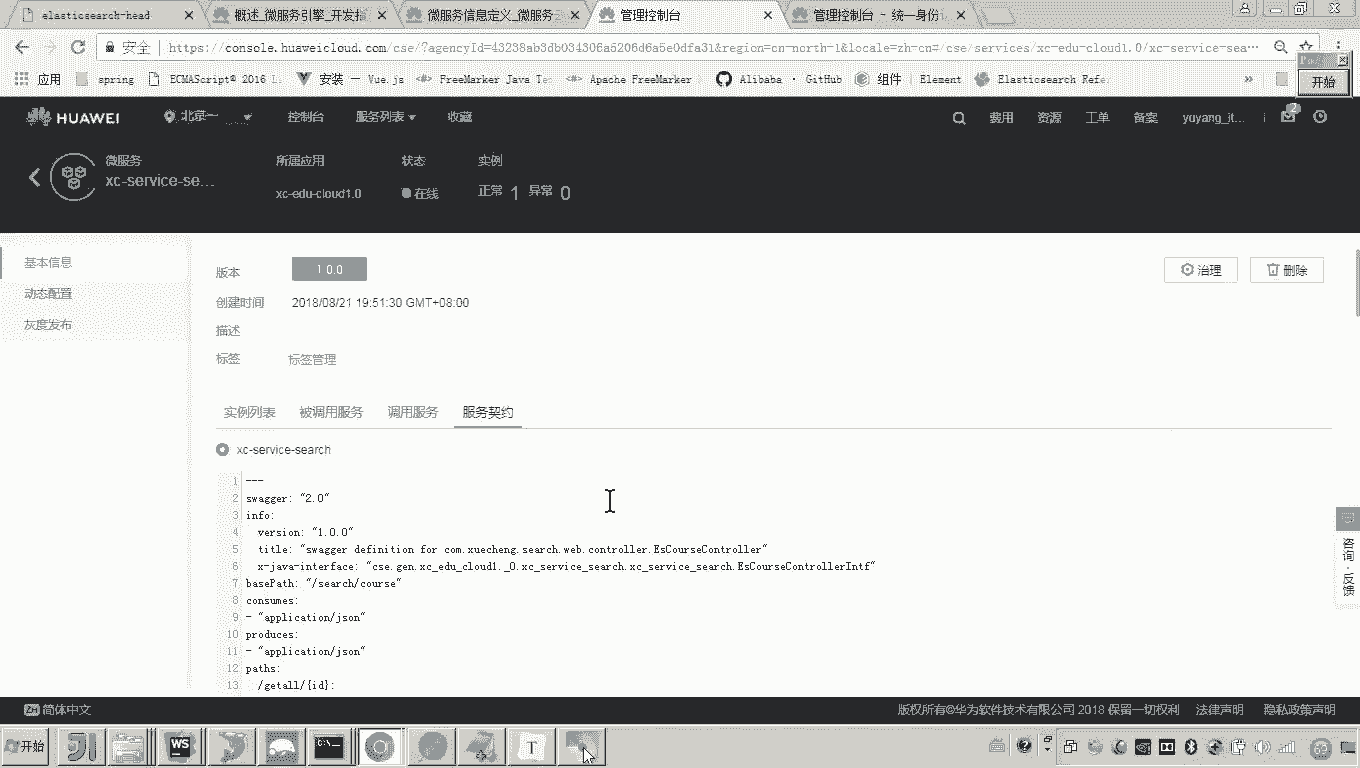 elasticsearch-head
概述_微服务引擎_开发指
微服务信息定义_微服务
管理控制台
管理控制台 - 统一身份认
安全
https://console.huaweicloud.com/cse/?agencyId=43238ab3db034306a5206d6a5e0dfa31&region=cn-north-1&locale=zh-cn#/cse/services/xc-edu-cloud1.0/xc-service-sea…
应用
spring
ECMAScript® 2016 L
安装 — Vue.js
FreeMarker Java Te
Apache FreeMarker
Alibaba · GitHub
组件 | Element
Elasticsearch Refe
»
开始
HUAWEI
北京一
控制台
服务列表
收藏
费用
资源
工单
备案
yuyang_it...
2
微服务
xc-service-se...
所属应用
xc-edu-cloud1.0
状态
在线
实例
正常 1 异常 0
基本信息
动态配置
灰度发布
版本
1.0.0
治理
删除
创建时间
2018/08/21 19:51:30 GMT+08:00
描述
标签
标签管理
实例列表
被调用服务
调用服务
服务契约
xc-service-search
1 ---
2 swagger: "2.0"
3 info:
4 version: "1.0.0"
5 title: "swagger definition for com.xuecheng.search.web.controller.EsCourseController"
6 x-java-interface: "cse.gen.xc_edu_cloud1._0.xc_service_search.xc_service_search.EsCourseControllerIntf"
7 basePath: "/search/course"
8 consumes:
9 - "application/json"
10 produces:
11 - "application/json"
12 paths:
13 /getall/{id}:
咨询·反馈
ZH 简体中文
版权所有©华为软件技术有限公司 2018 保留一切权利
法律声明
隐私政策声明
开始
WS
C:\
T